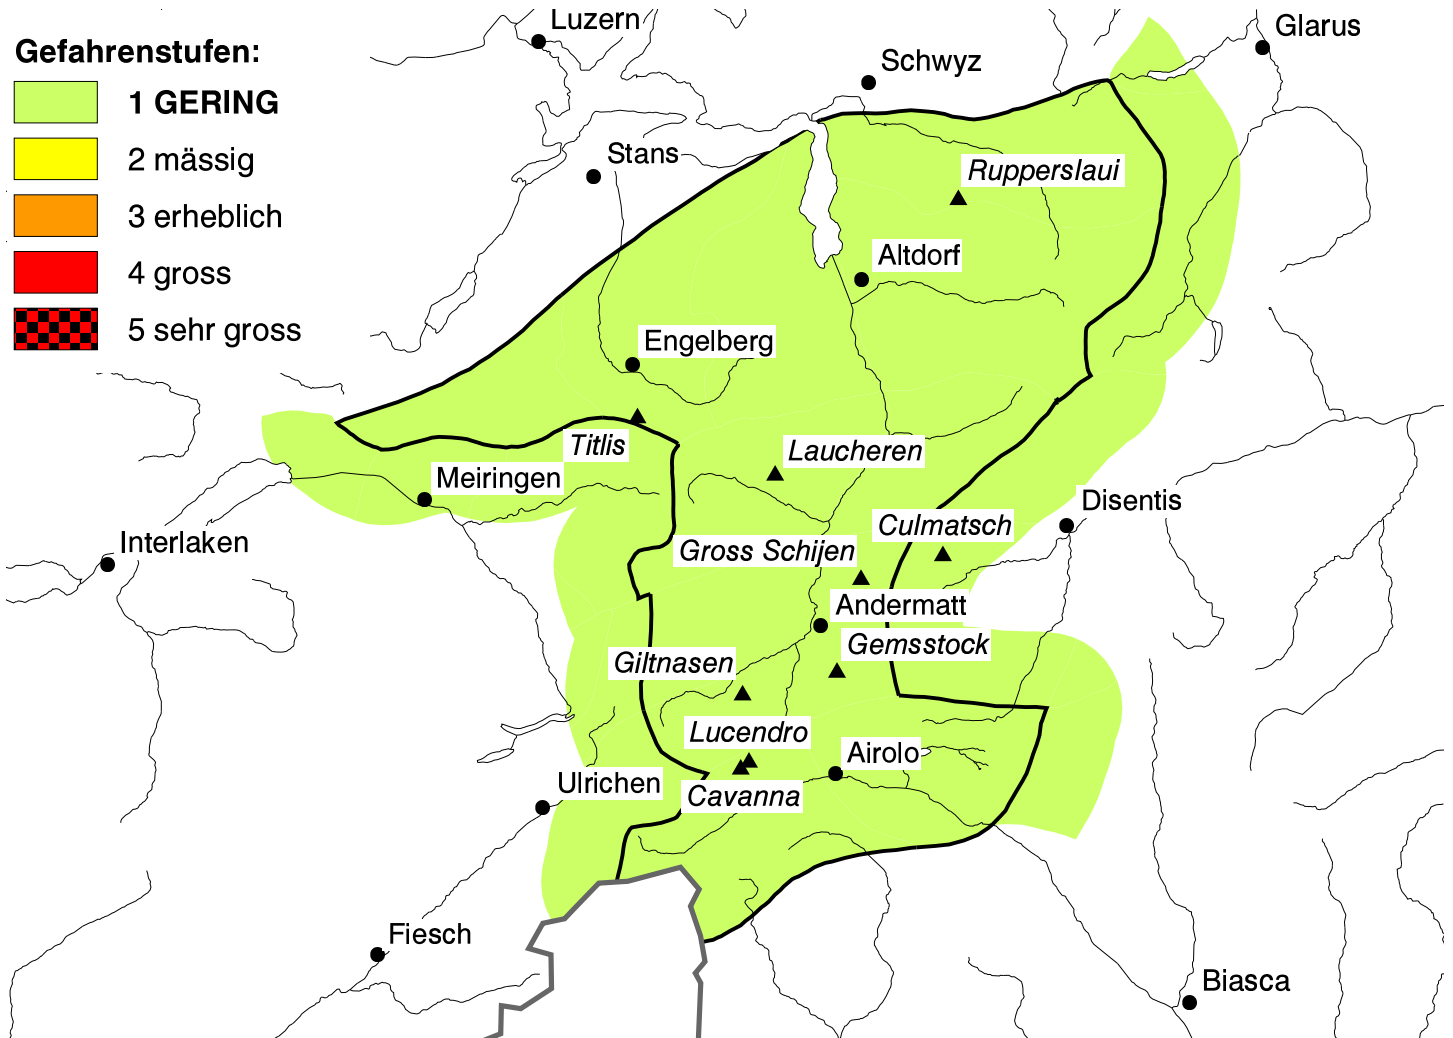 Gefahrenstufen:
1 GERING
2 mässig
3 erheblich
4 gross
5 sehr gross
Luzern
Glarus
Schwyz
Stans
Rupperslaui
Altdorf
Engelberg
Titlis
Laucheren
Meiringen
Disentis
Culmatsch
Interlaken
Gross Schijen
Andermatt
Gemsstock
Giltnasen
Lucendro
Airolo
Ulrichen
Cavanna
Fiesch
Biasca